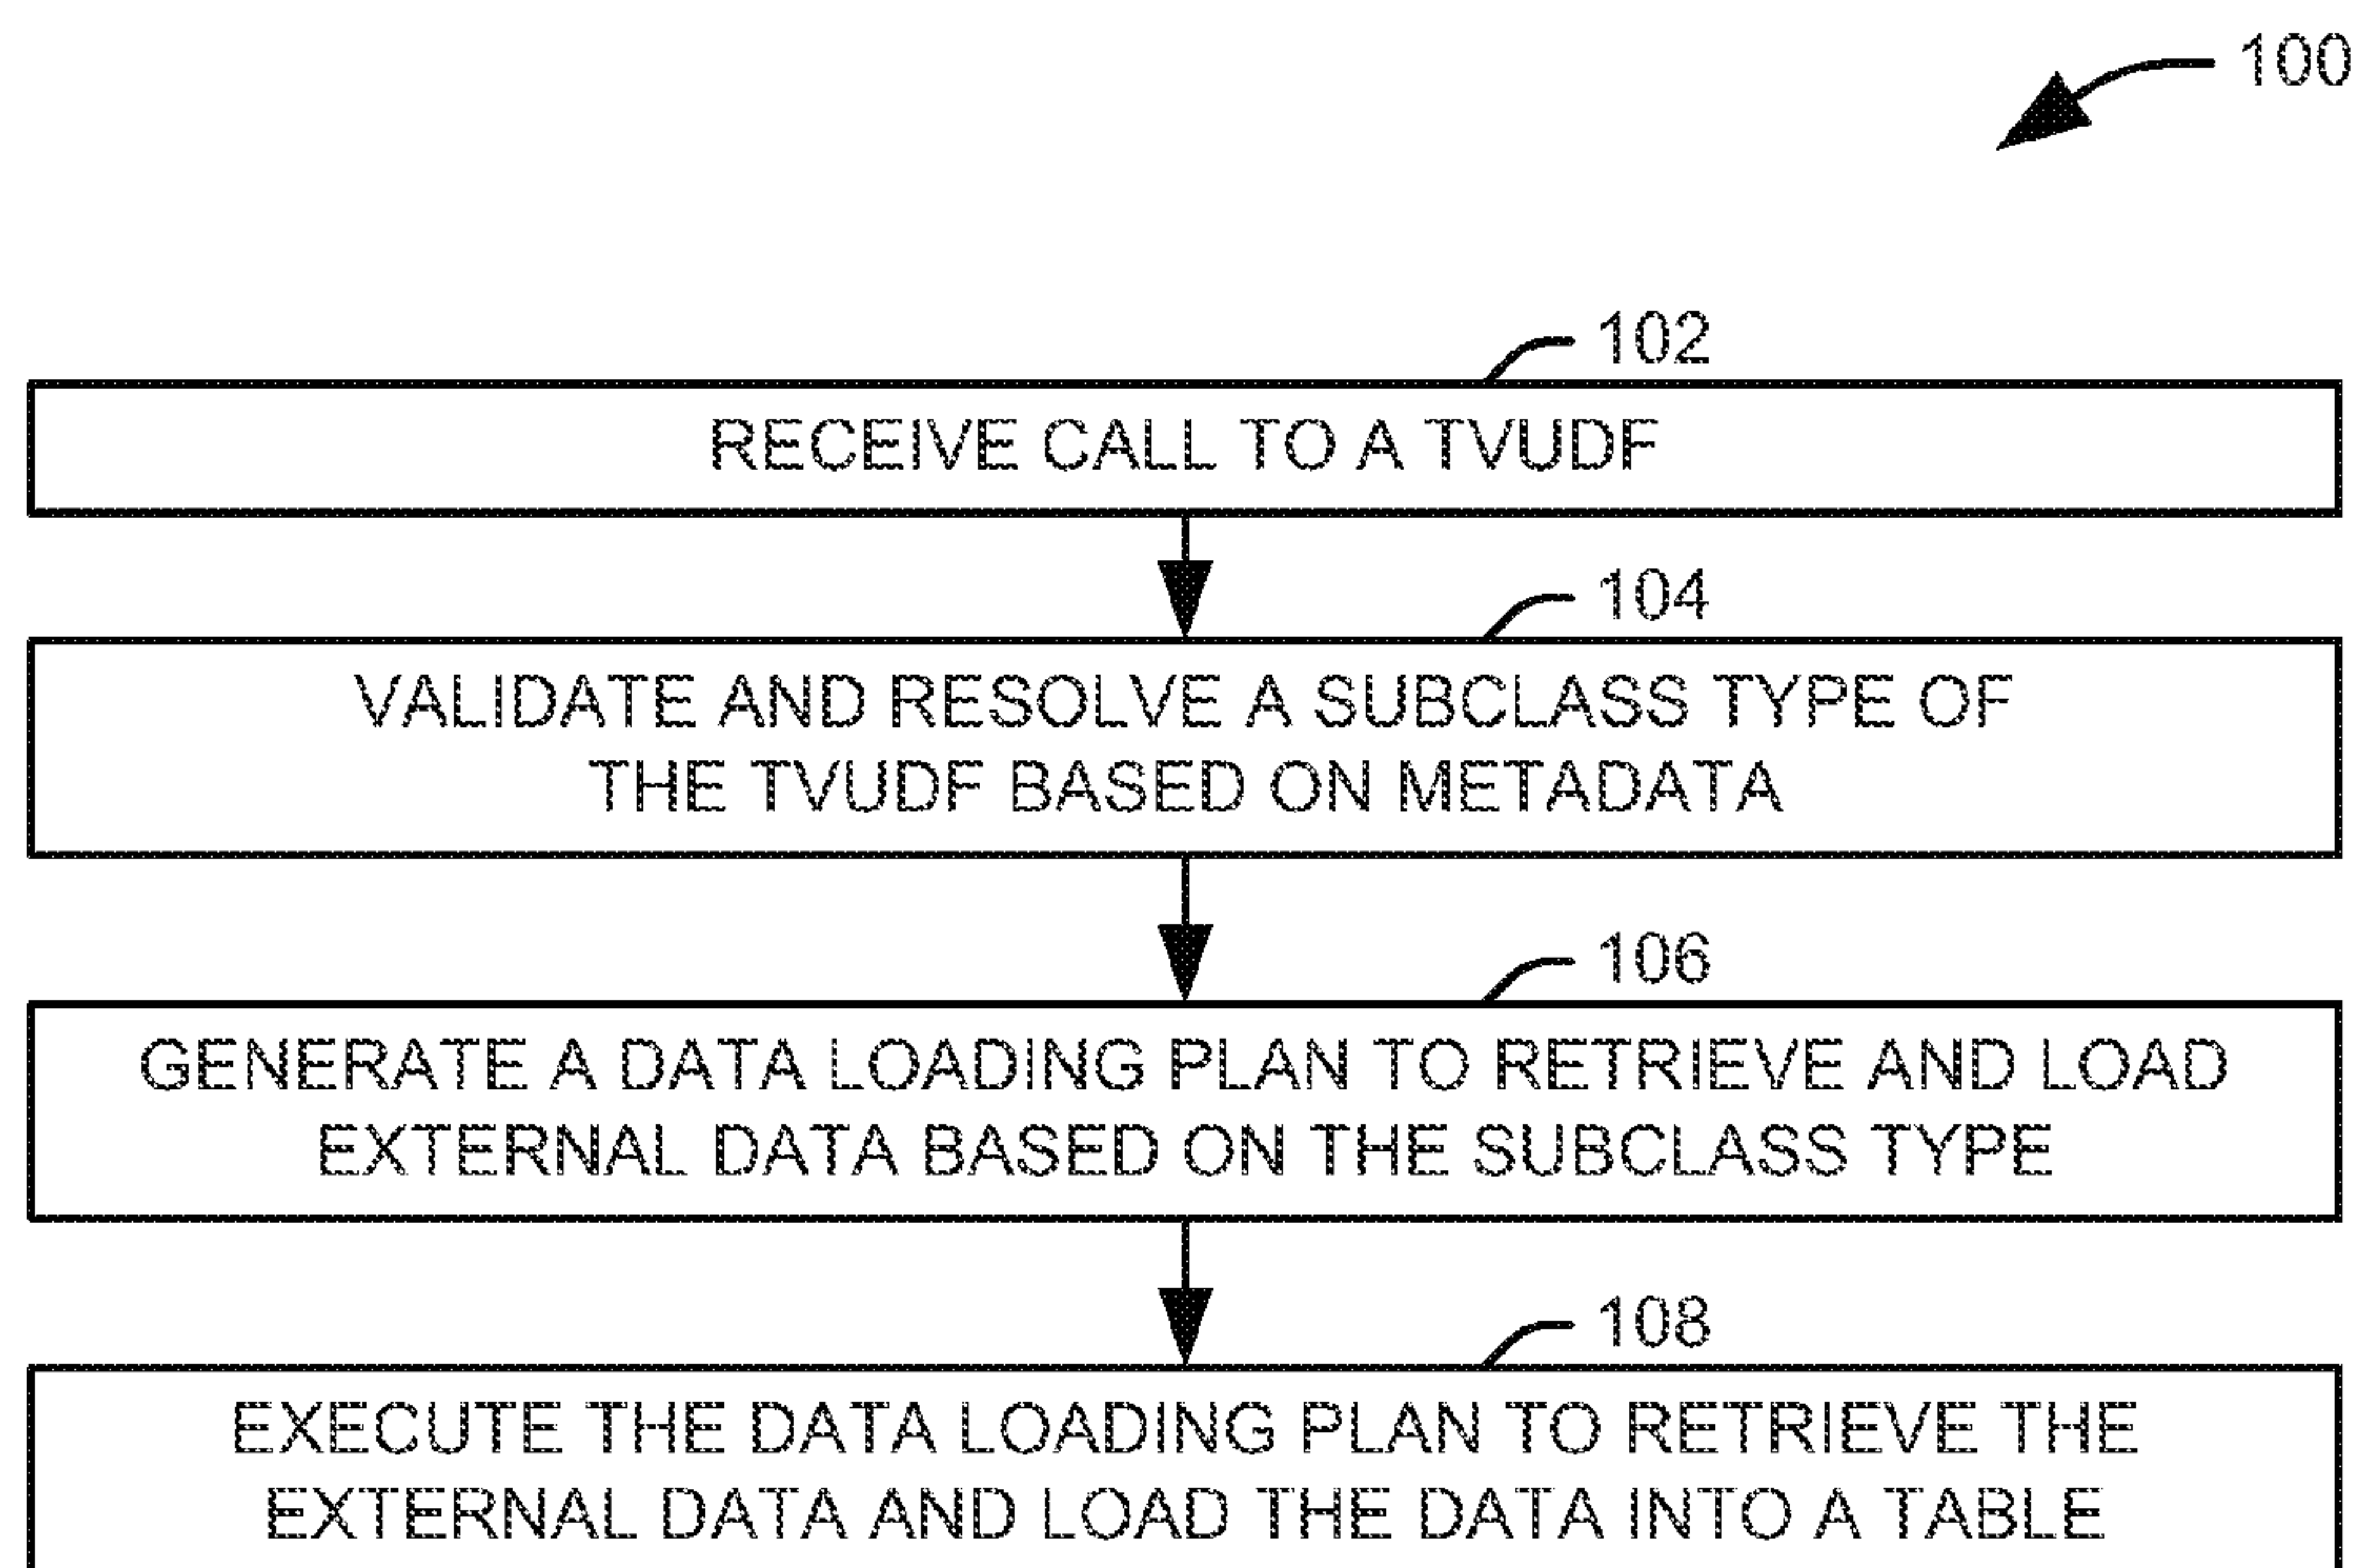 100
102
RECEIVE CALL TO A TVUDF
104
VALIDATE AND RESOLVE A SUBCLASS TYPE OF
THE TVUDF BASED ON METADATA
106
GENERATE A DATA LOADING PLAN TO RETRIEVE AND LOAD
EXTERNAL DATA BASED ON THE SUBCLASS TYPE
108
EXECUTE THE DATA LOADING PLAN TO RETRIEVE THE
EXTERNAL DATA AND LOAD THE DATA INTO A TABLE